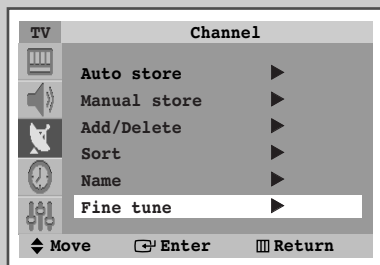 TV Channel
Auto store
Manual store
Add/Delete
Sort
Name
Fine tune
Move Enter Return